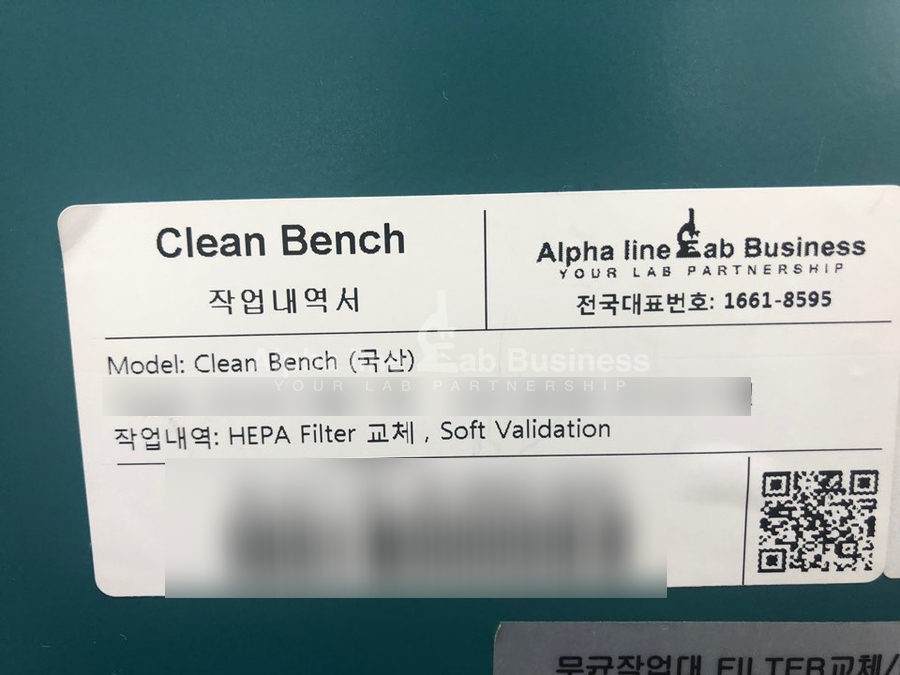 Clean Bench
작업내역서
Alpha line Lab Business
YOUR LAB PARTNERSHIP
전국대표번호: 1661-8595
Model: Clean Bench (국산)
Alpha line Lab Business
YOUR LAB PARTNERSHIP
작업내역: HEPA Filter 교체 , Soft Validation
무균작업대 FILTER교체/